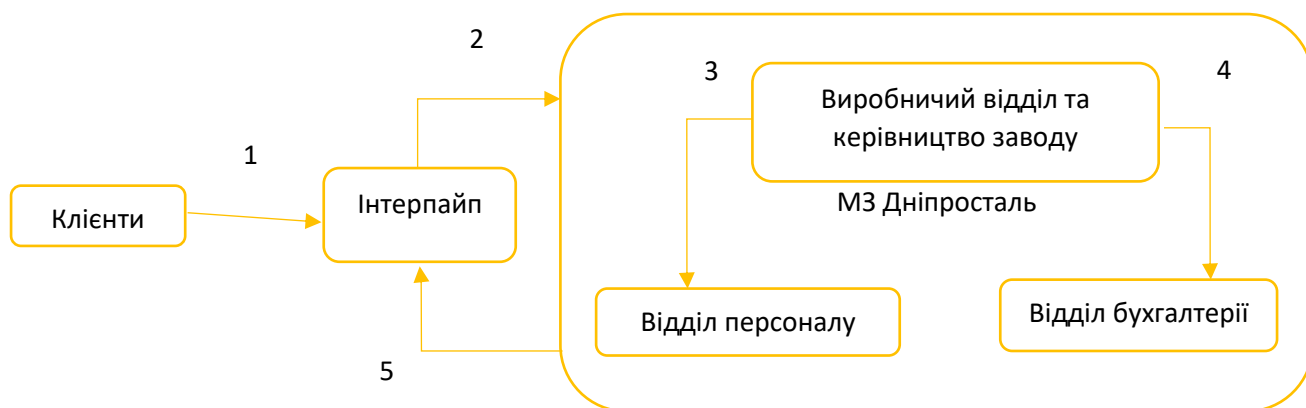 2
3
4
Виробничий відділ та
керівництво заводу
1
Клієнти
Інтерпайп
МЗ Дніпросталь
Відділ персоналу
Відділ бухгалтерії
5